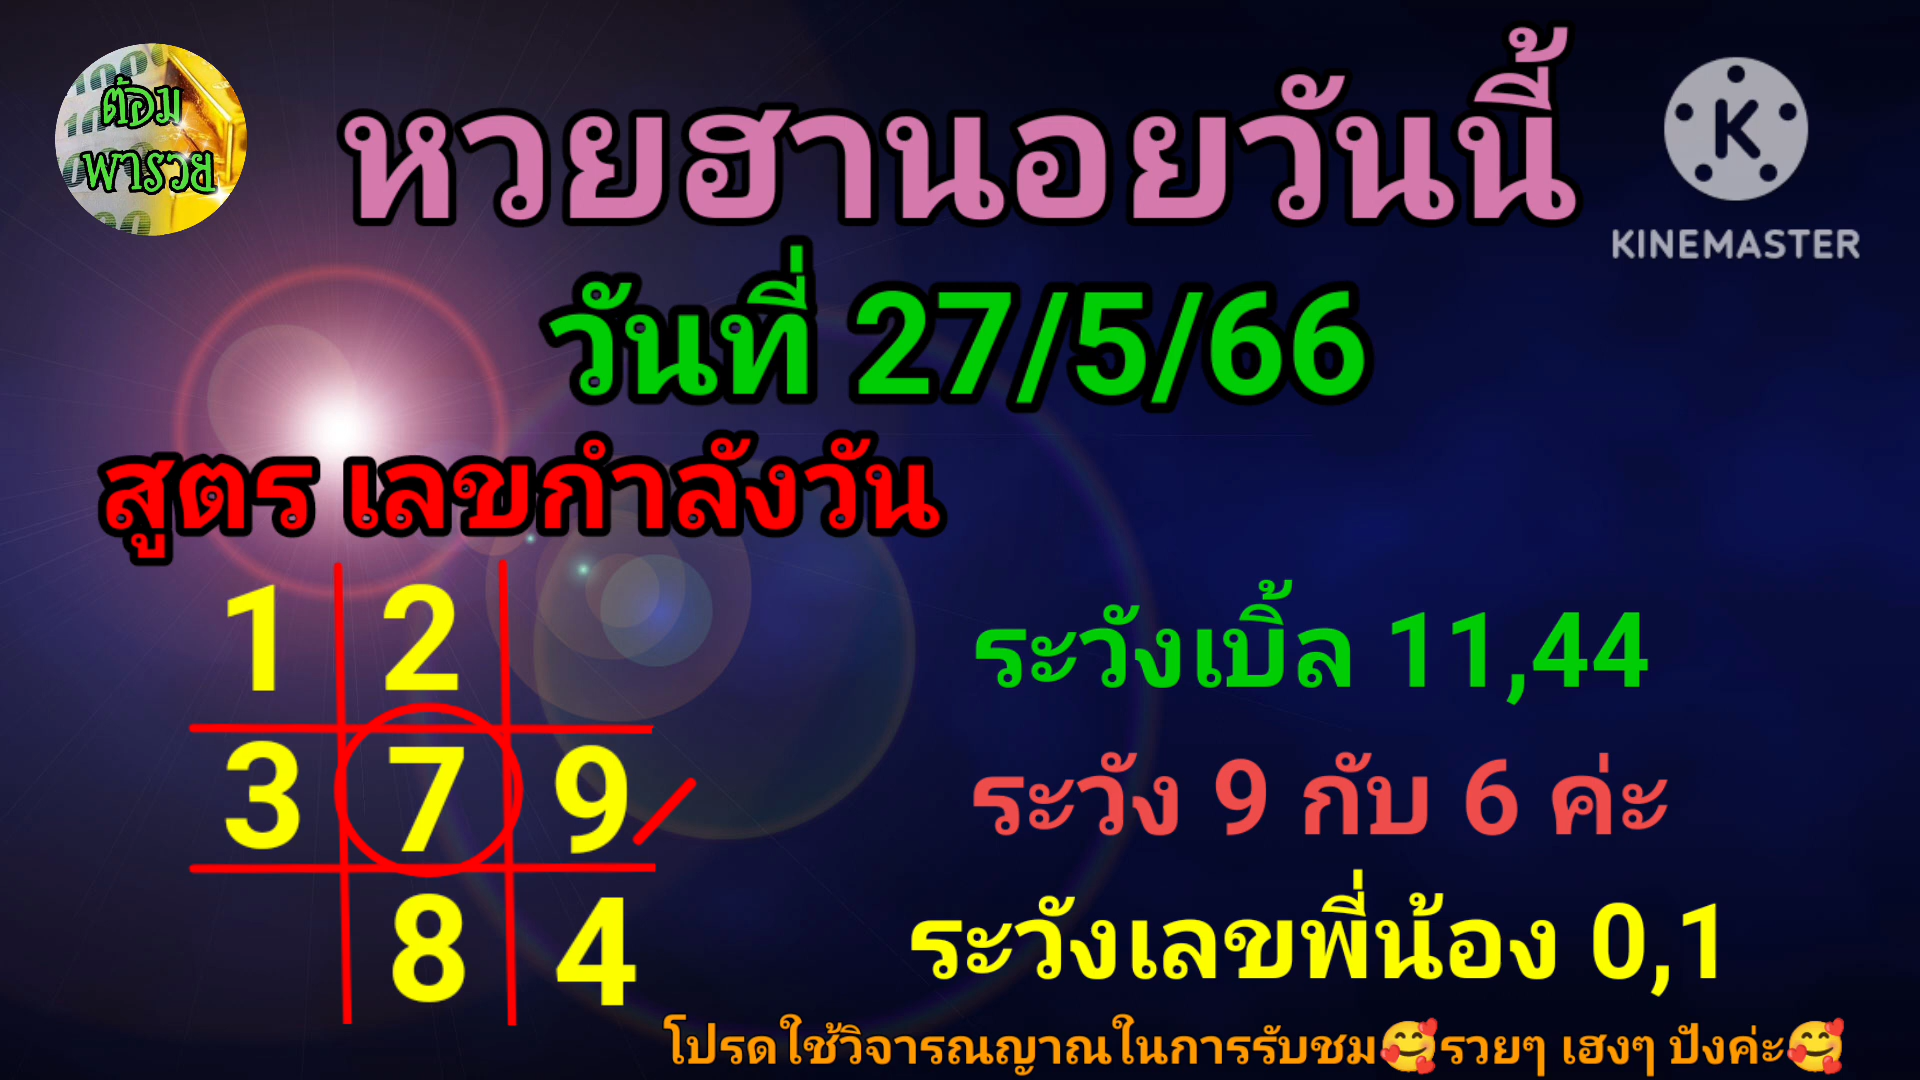 ต้อม
พารวย
หวยฮานอยวันนี้
KINEMASTER
วันที่ 27/5/66
สูตร เลขกำลังวัน
1 2
3 7 9
8 4
ระวังเบิ้ล 11,44
ระวัง 9 กับ 6 ค่ะ
ระวังเลขพี่น้อง 0,1
โปรดใช้วิจารณญาณในการรับชม🥰รวยๆ เฮงๆ ปังค่ะ🥰